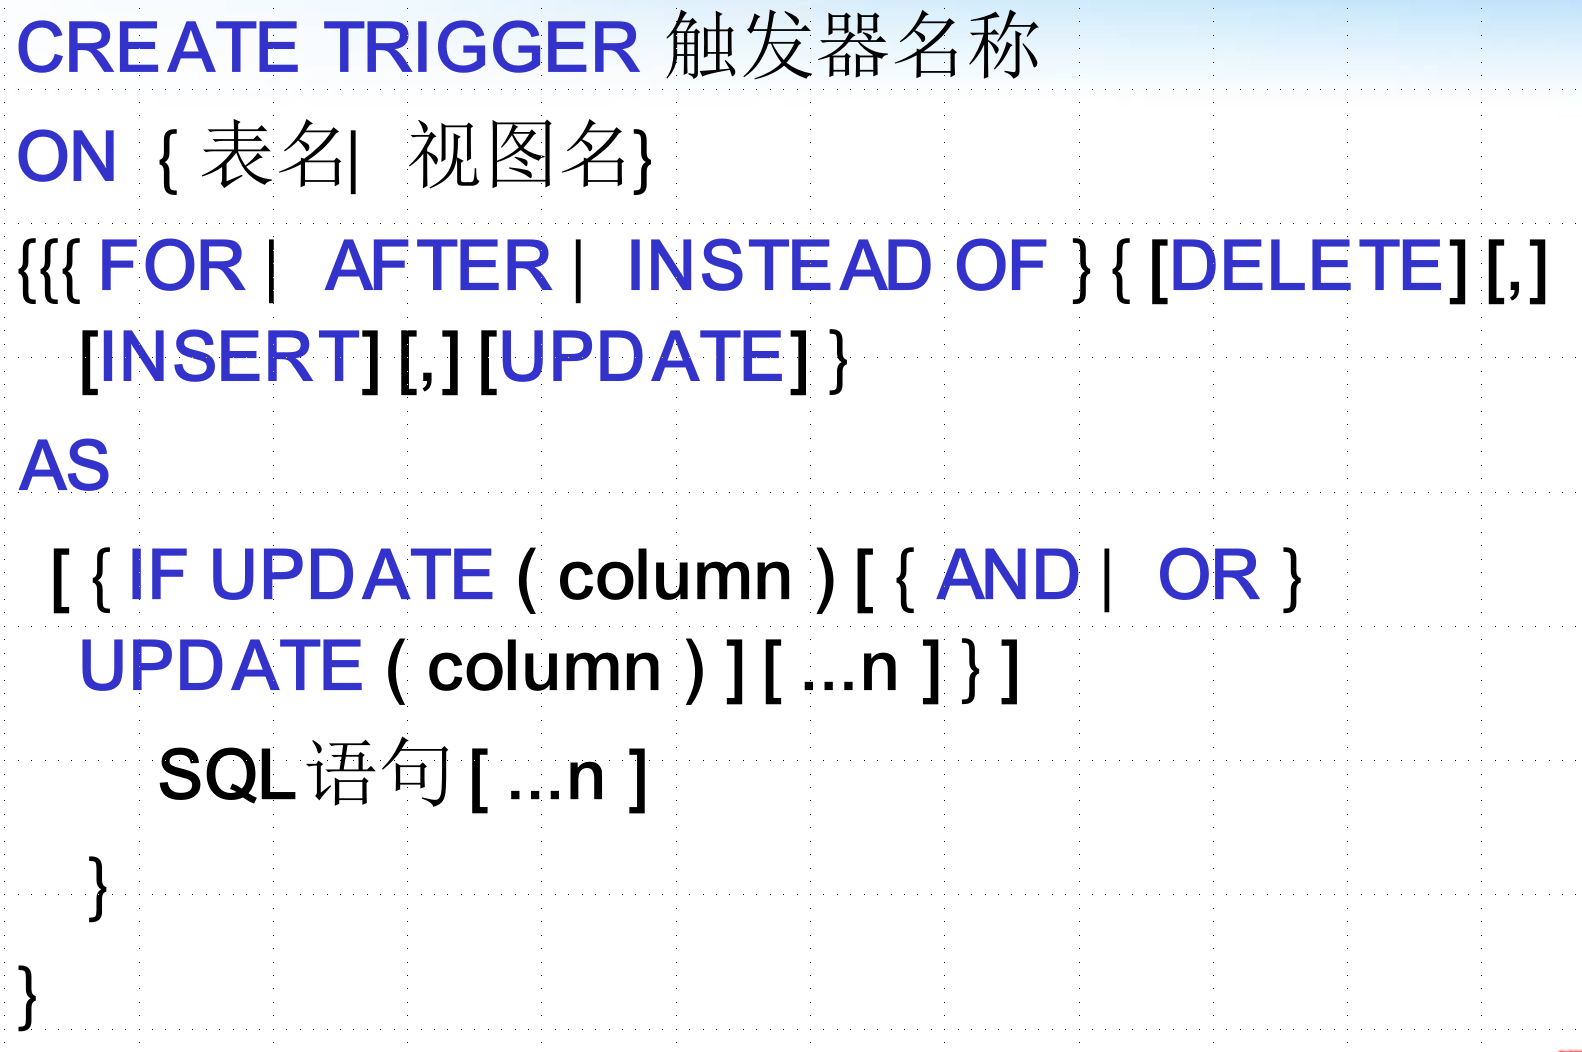 CREATE TRIGGER 触发器名称
ON { 表名| 视图名}
{{{ FOR | AFTER | INSTEAD OF } { [DELETE] [,]
[INSERT] [,] [UPDATE] }
AS
[ { IF UPDATE ( column ) [ { AND | OR }
UPDATE ( column ) ] [ ...n ] } ]
SQL语句 [ ...n ]
}
}